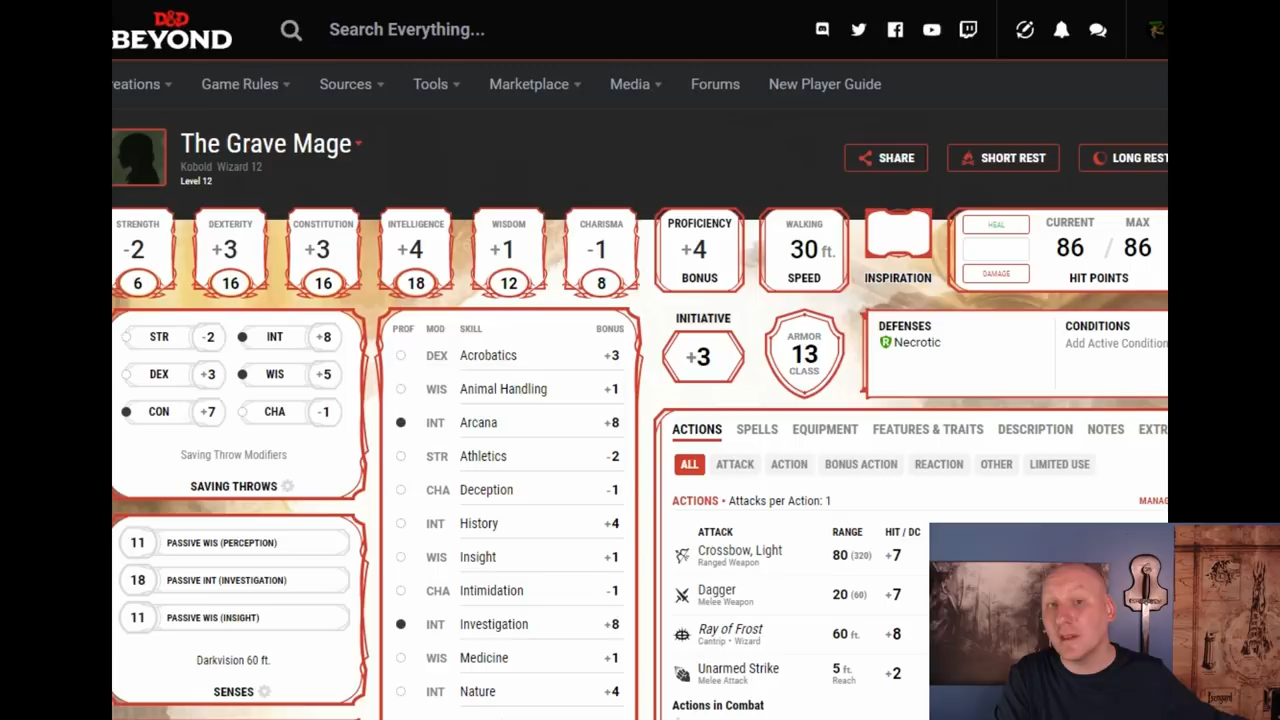 D&D
BEYOND
Search Everything...
eations
Game Rules
Sources
Tools
Marketplace
Media
Forums
New Player Guide
The Grave Mage
Kobold Wizard 12
Level 12
SHARE
SHORT REST
LONG REST
STRENGTH
-2
6
DEXTERITY
+3
16
CONSTITUTION
+3
16
INTELLIGENCE
+4
18
WISDOM
+1
12
CHARISMA
-1
8
PROFICIENCY
+4
BONUS
WALKING
30 ft.
SPEED
INSPIRATION
HEAL
DAMAGE
CURRENT
86
/
MAX
86
HIT POINTS
STR -2
INT +8
DEX +3
WIS +5
CON +7
CHA -1
Saving Throw Modifiers
SAVING THROWS
11 PASSIVE WIS (PERCEPTION)
18 PASSIVE INT (INVESTIGATION)
11 PASSIVE WIS (INSIGHT)
Darkvision 60 ft.
SENSES
PROF MOD SKILL BONUS
DEX Acrobatics +3
WIS Animal Handling +1
INT Arcana +8
STR Athletics -2
CHA Deception -1
INT History +4
WIS Insight +1
CHA Intimidation -1
INT Investigation +8
WIS Medicine +1
INT Nature +4
INITIATIVE
+3
ARMOR
13
CLASS
DEFENSES
Necrotic
CONDITIONS
Add Active Condition
ACTIONS SPELLS EQUIPMENT FEATURES & TRAITS DESCRIPTION NOTES EXTR
ALL ATTACK ACTION BONUS ACTION REACTION OTHER LIMITED USE
ACTIONS • Attacks per Action: 1
MANAG
ATTACK RANGE HIT / DC
Crossbow, Light 80 (320) +7
Ranged Weapon
Dagger 20 (60) +7
Melee Weapon
Ray of Frost 60 ft. +8
Cantrip • Wizard
Unarmed Strike 5 ft. +2
Melee Attack Reach
Actions in Combat